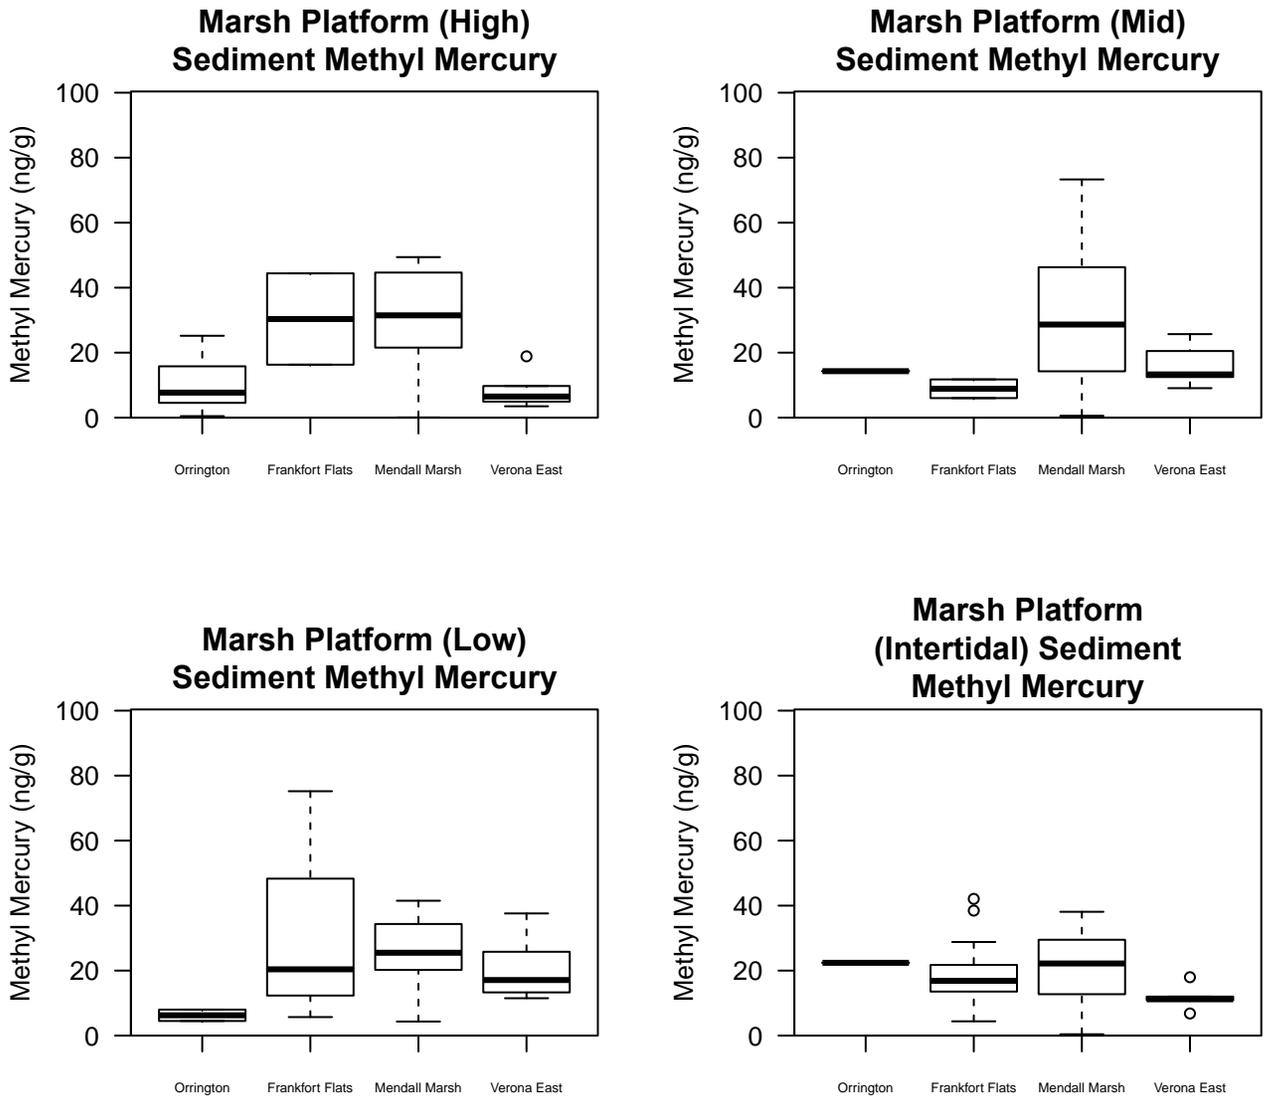 Marsh Platform (High)
Sediment Methyl Mercury
Methyl Mercury (ng/g)
100
80
60
40
20
0
Orrington Frankfort Flats Mendall Marsh Verona East
Marsh Platform (Mid)
Sediment Methyl Mercury
Methyl Mercury (ng/g)
100
80
60
40
20
0
Orrington Frankfort Flats Mendall Marsh Verona East
Marsh Platform (Low)
Sediment Methyl Mercury
Methyl Mercury (ng/g)
100
80
60
40
20
0
Orrington Frankfort Flats Mendall Marsh Verona East
Marsh Platform
(Intertidal) Sediment
Methyl Mercury
Methyl Mercury (ng/g)
100
80
60
40
20
0
Orrington Frankfort Flats Mendall Marsh Verona East